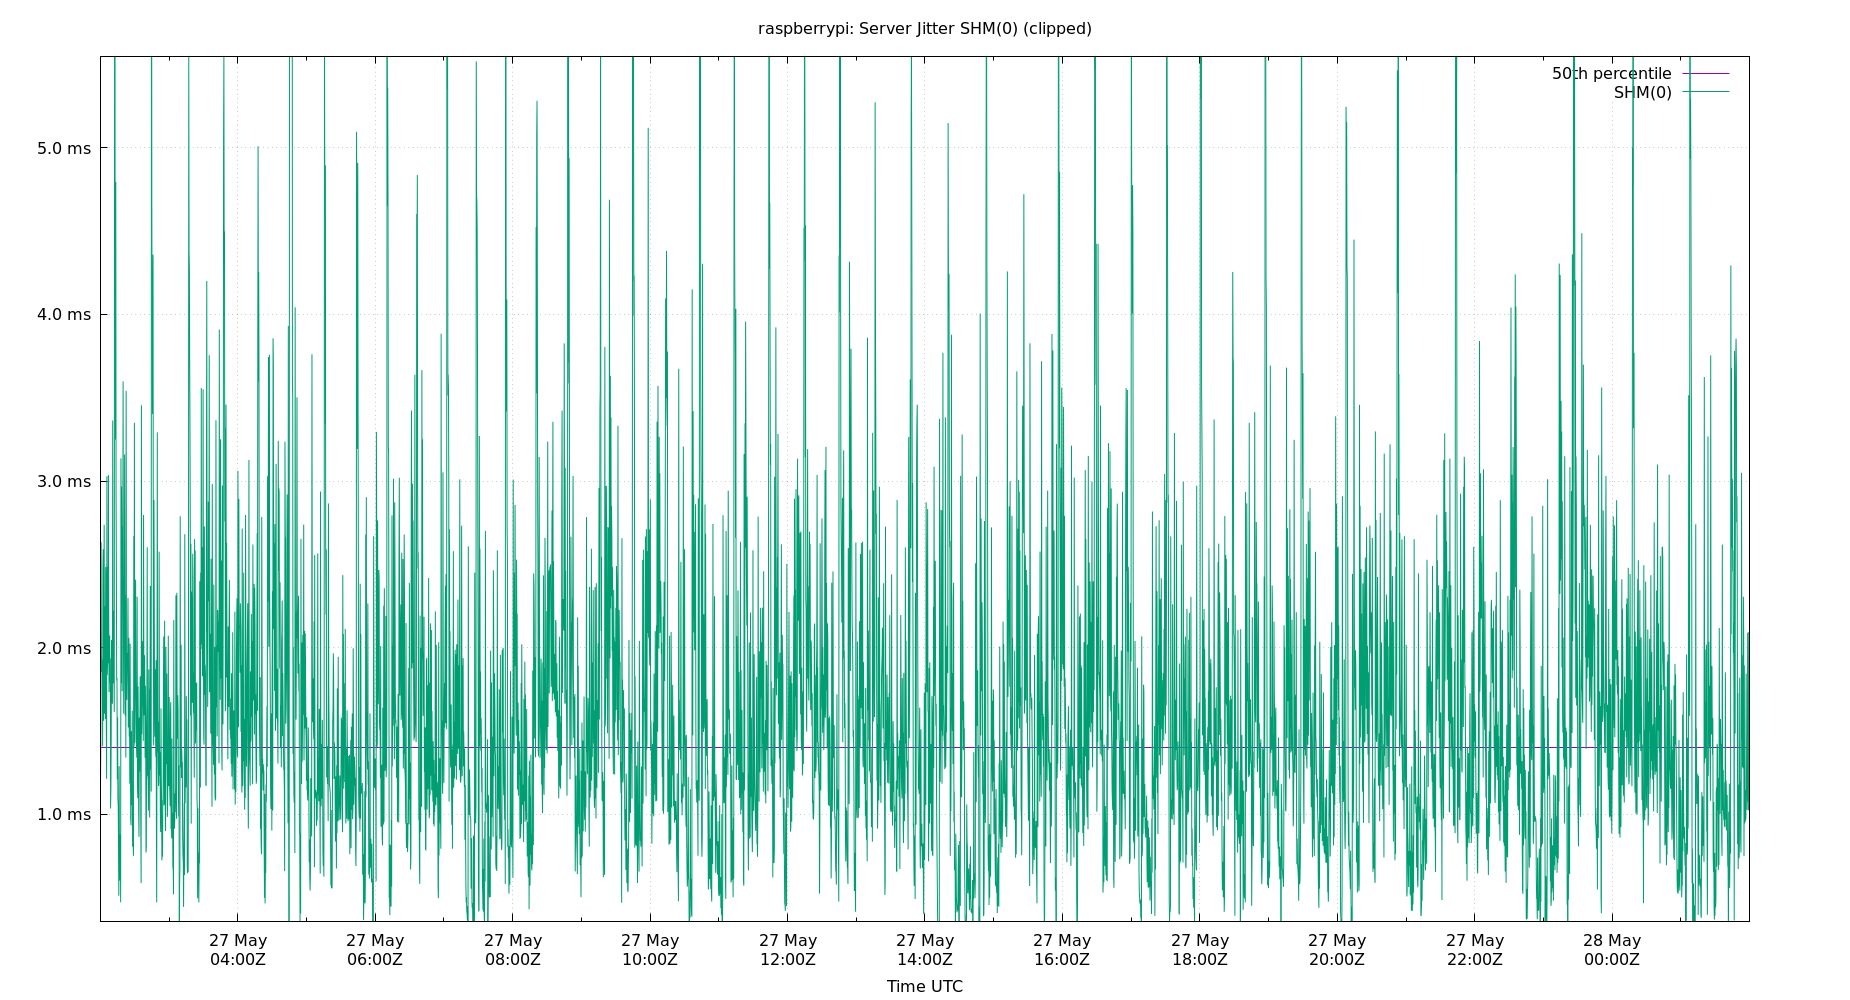 raspberrypi: Server Jitter SHM(0) (clipped)
50th percentile
SHM(0)
5.0 ms
4.0 ms
3.0 ms
2.0 ms
1.0 ms
27 May 27 May 27 May 27 May 27 May 27 May 27 May 27 May 27 May 27 May 28 May
04:00Z 06:00Z 08:00Z 10:00Z 12:00Z 14:00Z 16:00Z 18:00Z 20:00Z 22:00Z 00:00Z
Time UTC